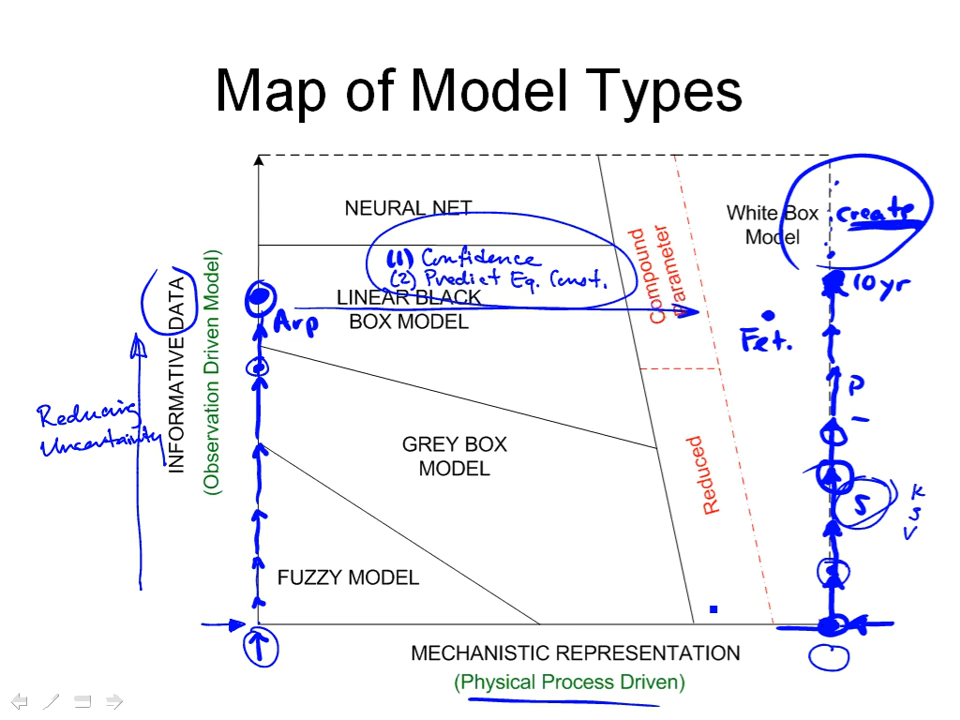 Map of Model Types
NEURAL NET
White Box
Model
create
(1) Confidence
(2) Predict Eq. Const.
LINEAR BLACK
BOX MODEL
Arp
Compound
Parameter
10yr
Fet.
INFORMATIVE DATA
(Observation Driven Model)
Reducing
Uncertainty
P
GREY BOX
MODEL
Reduced
S
K
S
V
FUZZY MODEL
MECHANISTIC REPRESENTATION
(Physical Process Driven)